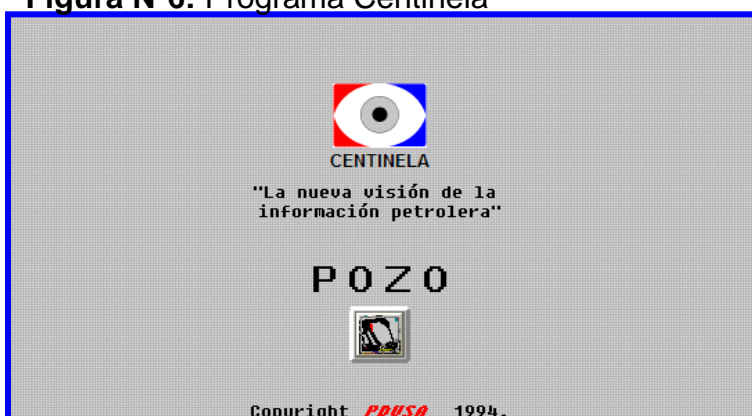 Figura N°6. Programa Centinela
CENTINELA
"La nueva visión de la
información petrolera"
POZO
Copyright PDVSA 1994.